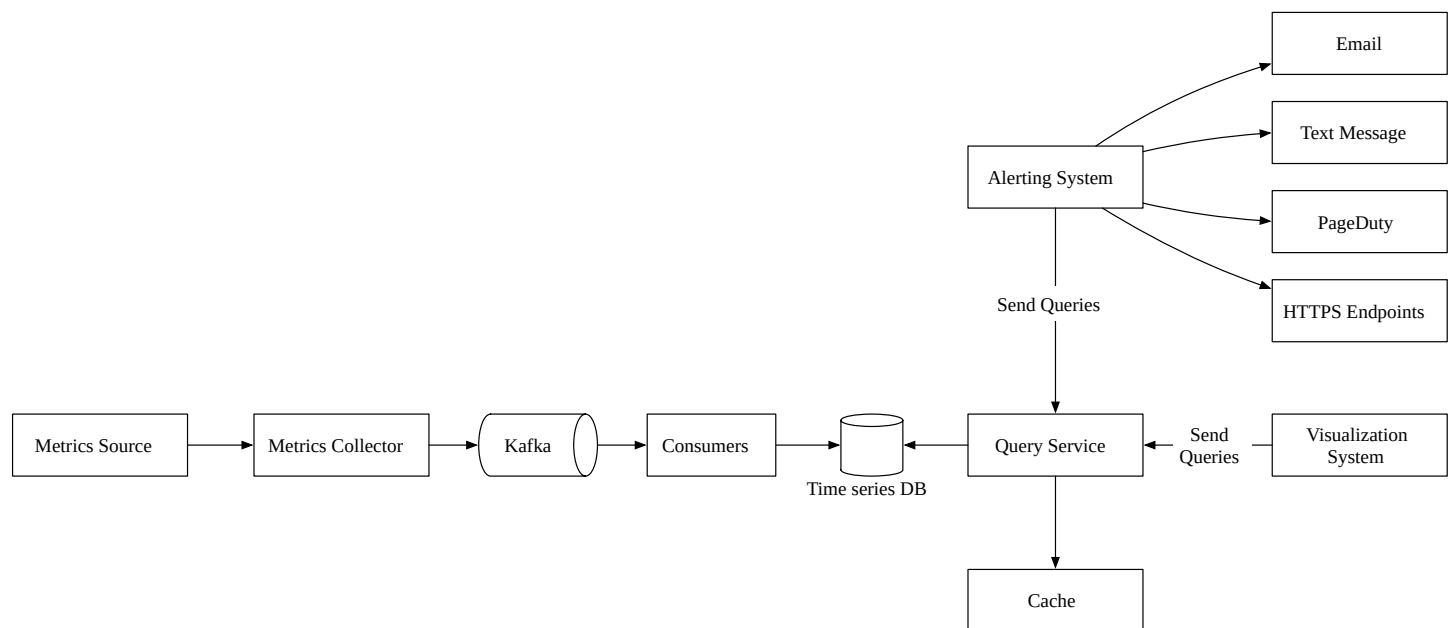 Email
Text Message
Alerting System
PageDuty
HTTPS Endpoints
Send Queries
Metrics Source
Metrics Collector
Kafka
Consumers
Time series DB
Query Service
Send
Queries
Visualization
System
Cache